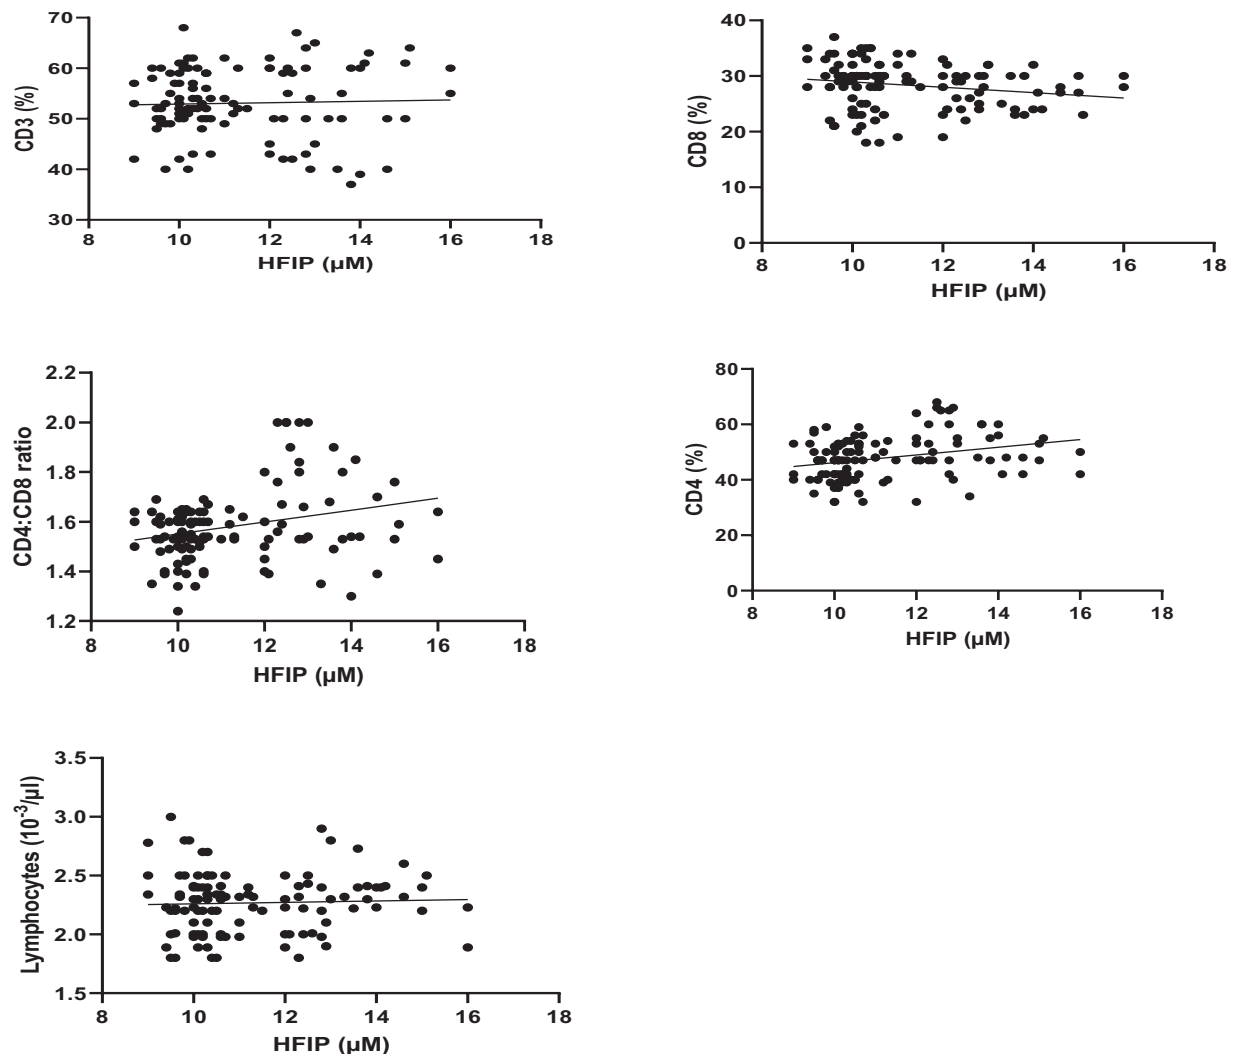 70
60
50
40
30
CD3 (%)
8 10 12 14 16 18
HFIP (µM)
40
30
20
10
0
CD8 (%)
8 10 12 14 16 18
HFIP (µM)
2.2
2.0
1.8
1.6
1.4
1.2
CD4:CD8 ratio
8 10 12 14 16 18
HFIP (µM)
80
60
40
20
0
CD4 (%)
8 10 12 14 16 18
HFIP (µM)
3.5
3.0
2.5
2.0
1.5
Lymphocytes (10⁻³/µl)
8 10 12 14 16 18
HFIP (µM)